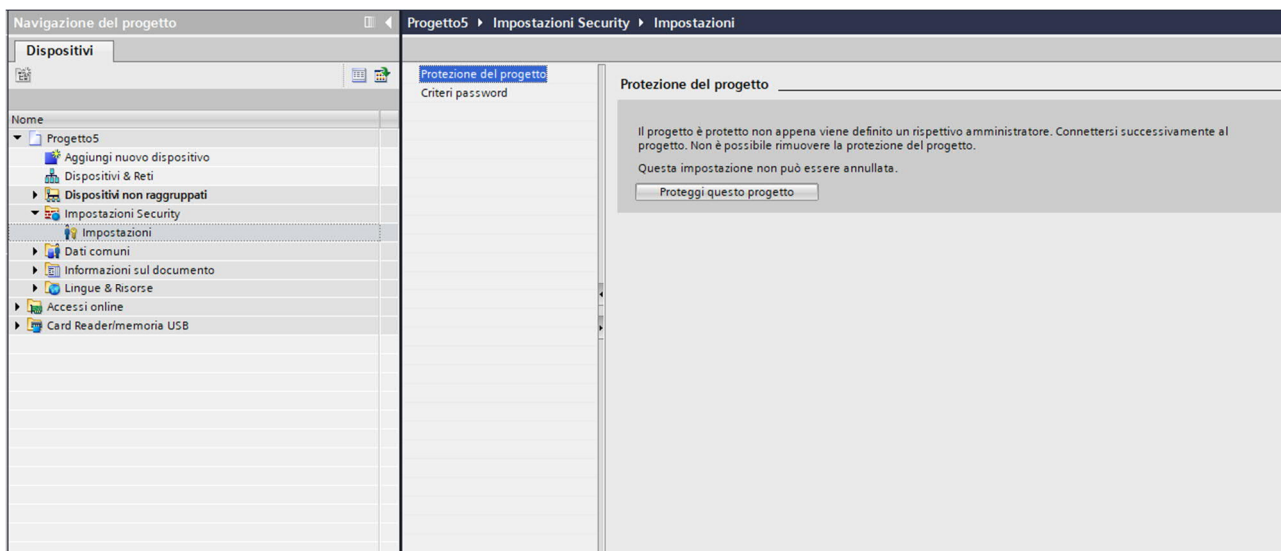 Navigazione del progetto
Progetto5 ▸ Impostazioni Security ▸ Impostazioni
Dispositivi
Nome
Progetto5
Aggiungi nuovo dispositivo
Dispositivi & Reti
Dispositivi non raggruppati
Impostazioni Security
Impostazioni
Dati comuni
Informazioni sul documento
Lingue & Risorse
Accessi online
Card Reader/memoria USB
Protezione del progetto
Criteri password
Protezione del progetto
Il progetto è protetto non appena viene definito un rispettivo amministratore. Connettersi successivamente al
progetto. Non è possibile rimuovere la protezione del progetto.
Questa impostazione non può essere annullata.
Proteggi questo progetto